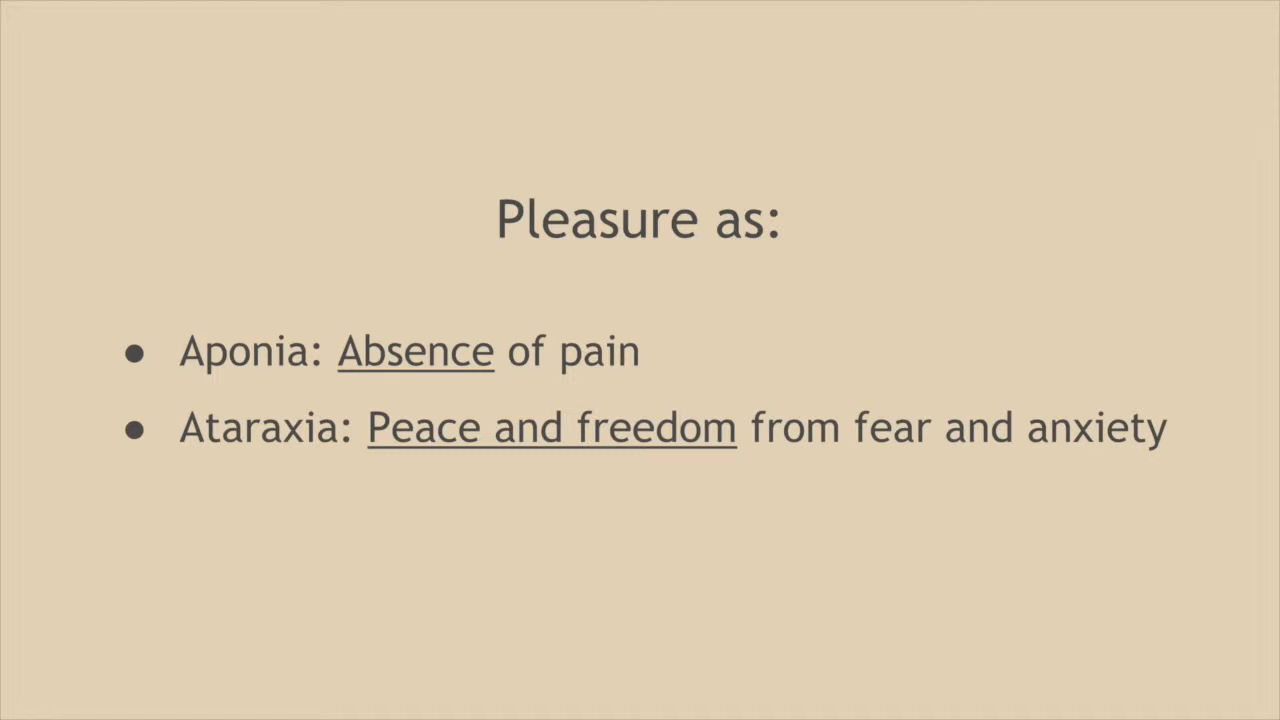 Pleasure as:
● Aponia: Absence of pain
● Ataraxia: Peace and freedom from fear and anxiety